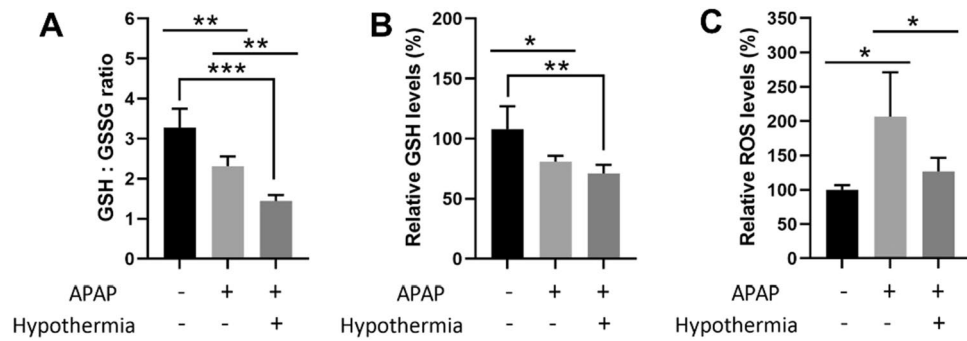 A
GSH : GSSG ratio
6
5
4
3
2
1
0
**
**
***
APAP - + +
Hypothermia - - +
B
Relative GSH levels (%)
200
150
100
50
0
*
**
APAP - + +
Hypothermia - - +
C
Relative ROS levels (%)
350
300
250
200
150
100
50
0
*
*
APAP - + +
Hypothermia - - +